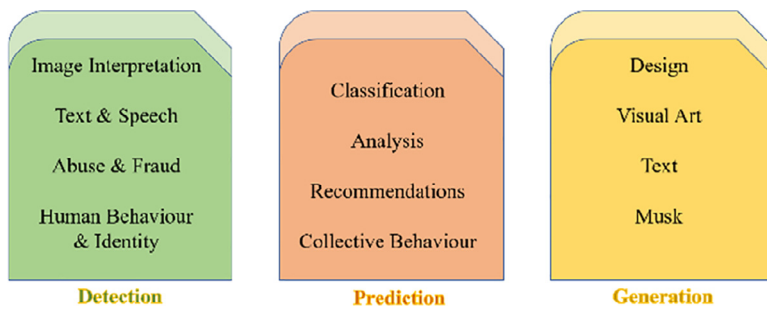 Image Interpretation
Text & Speech
Abuse & Fraud
Human Behaviour
& Identity
Detection
Classification
Analysis
Recommendations
Collective Behaviour
Prediction
Design
Visual Art
Text
Musk
Generation